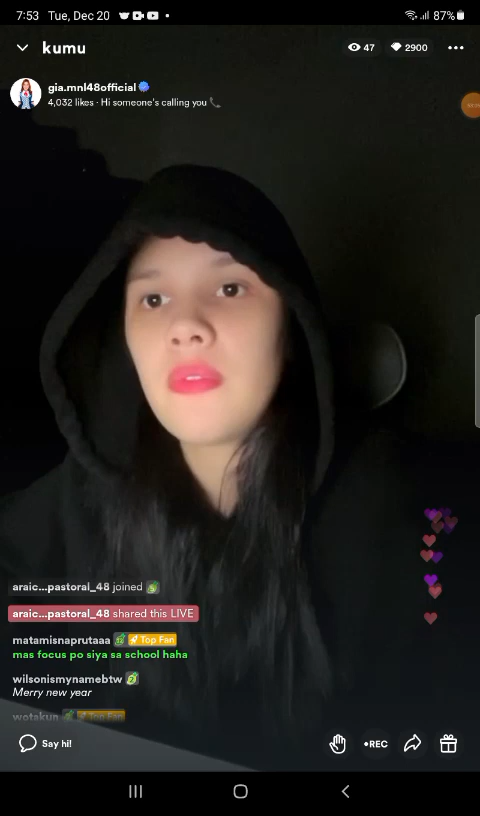 7:53 Tue, Dec 20
87%
kumu
47
2900
gia.mnl48official
4,032 likes · Hi someone's calling you
araic...pastoral_48 joined
araic...pastoral_48 shared this LIVE
matamisnaprutaaa Top Fan
mas focus po siya sa school haha
wilsonismynamebtw
Merry new year
wotakun Top Fan
Say hi!
•REC